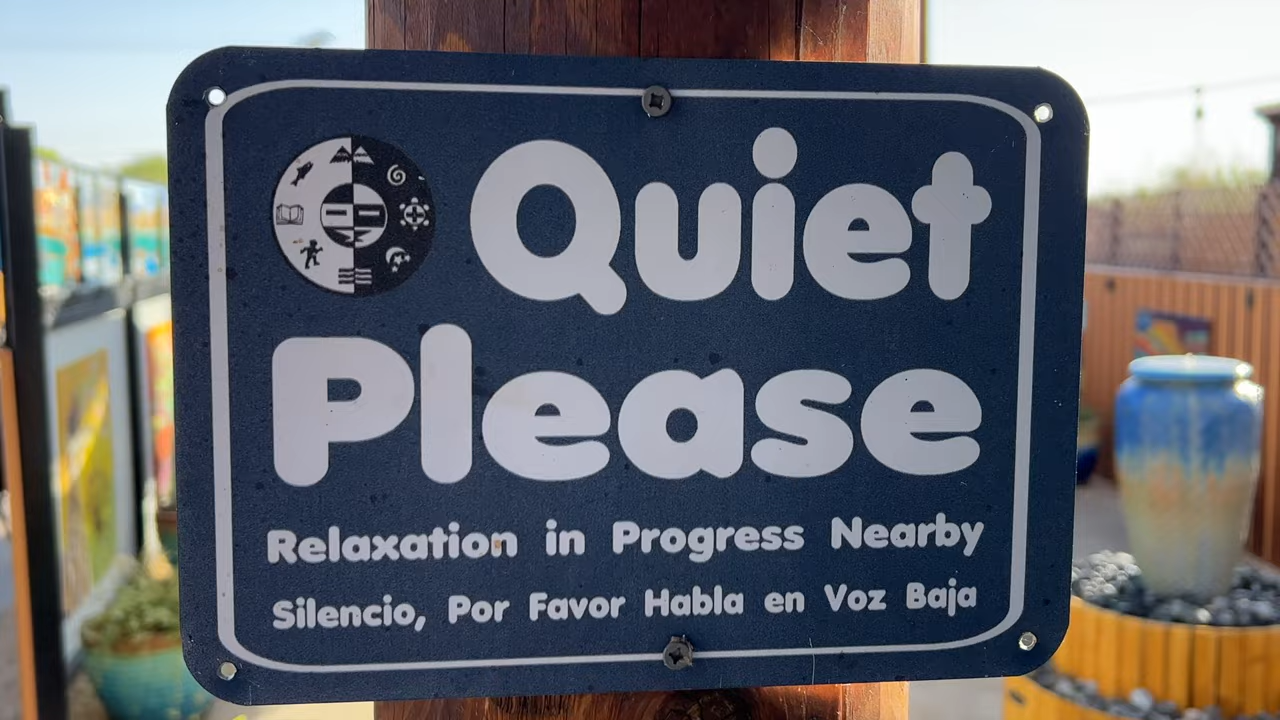 Quiet
Please
Relaxation in Progress Nearby
Silencio, Por Favor Habla en Voz Baja